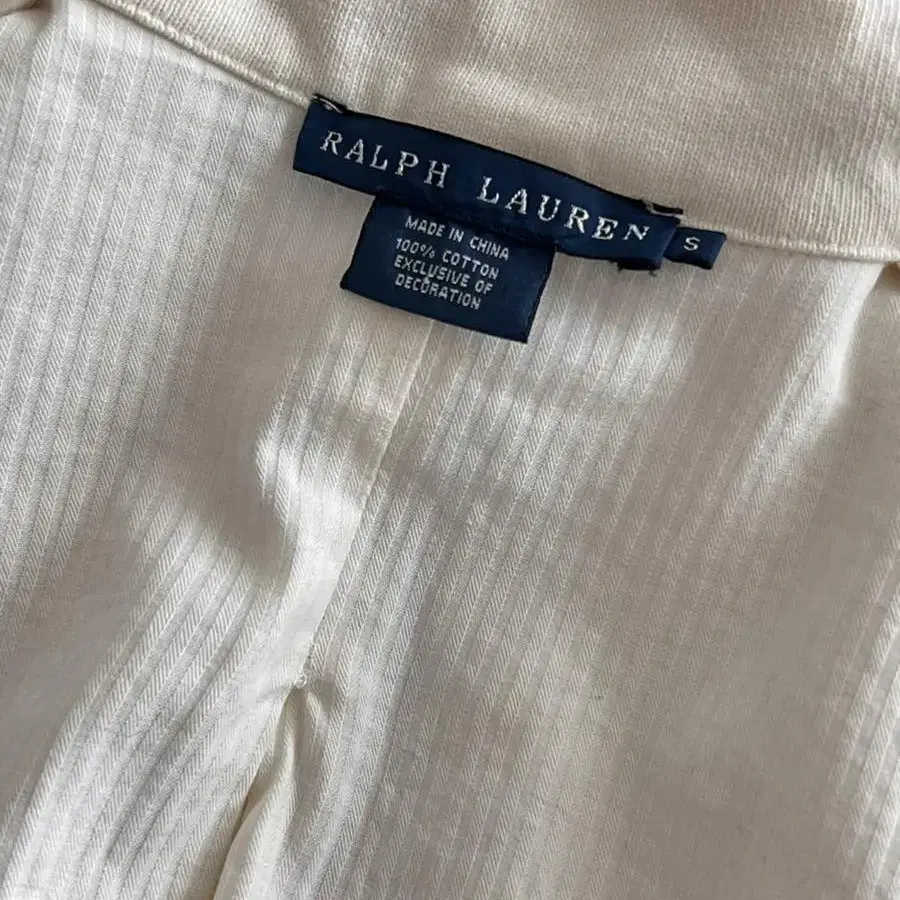 RALPH LAUREN
S
MADE IN CHINA
100% COTTON
EXCLUSIVE OF
DECORATION